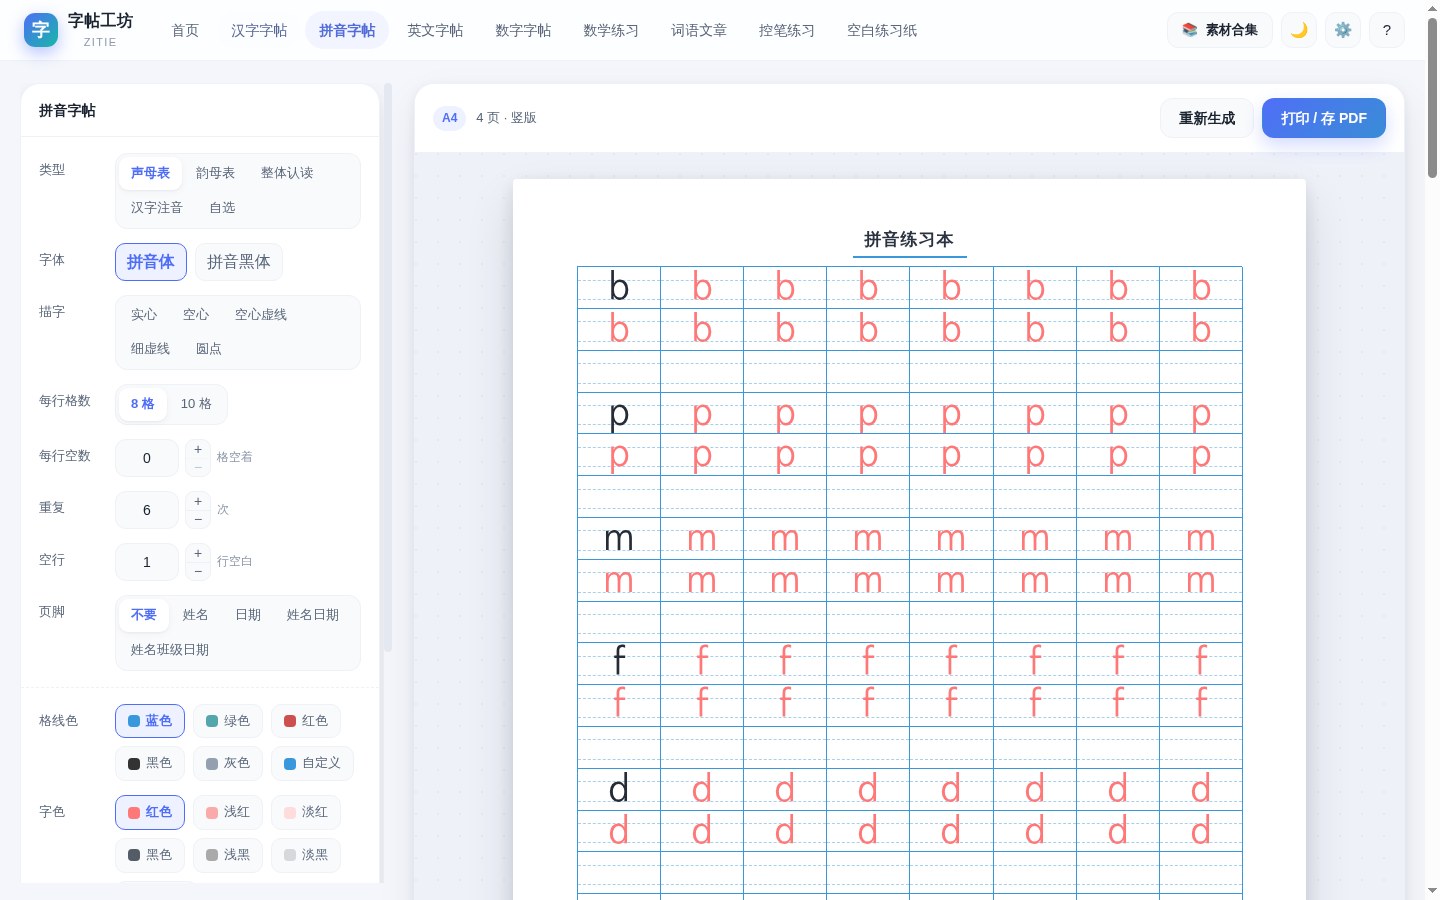 字 字帖工坊 ZITIE 首页 汉字字帖 拼音字帖 英文字帖 数字字帖 数学练习 词语文章 控笔练习 空白练习纸 素材合集 ?
拼音字帖
类型 声母表 韵母表 整体认读
汉字注音 自选
字体 拼音体 拼音黑体
描字 实心 空心 空心虚线
细虚线 圆点
每行格数 8 格 10 格
每行空数 0 + − 格空着
重复 6 + − 次
空行 1 + − 行空白
页脚 不要 姓名 日期 姓名日期
姓名班级日期
格线色 蓝色 绿色 红色
黑色 灰色 自定义
字色 红色 浅红 淡红
黑色 浅黑 淡黑
A4 4 页 · 竖版 重新生成 打印 / 存 PDF
拼音练习本
b b b b b b b b
b b b b b b b b
p p p p p p p p
p p p p p p p p
m m m m m m m m
m m m m m m m m
f f f f f f f f
f f f f f f f f
d d d d d d d d
d d d d d d d d